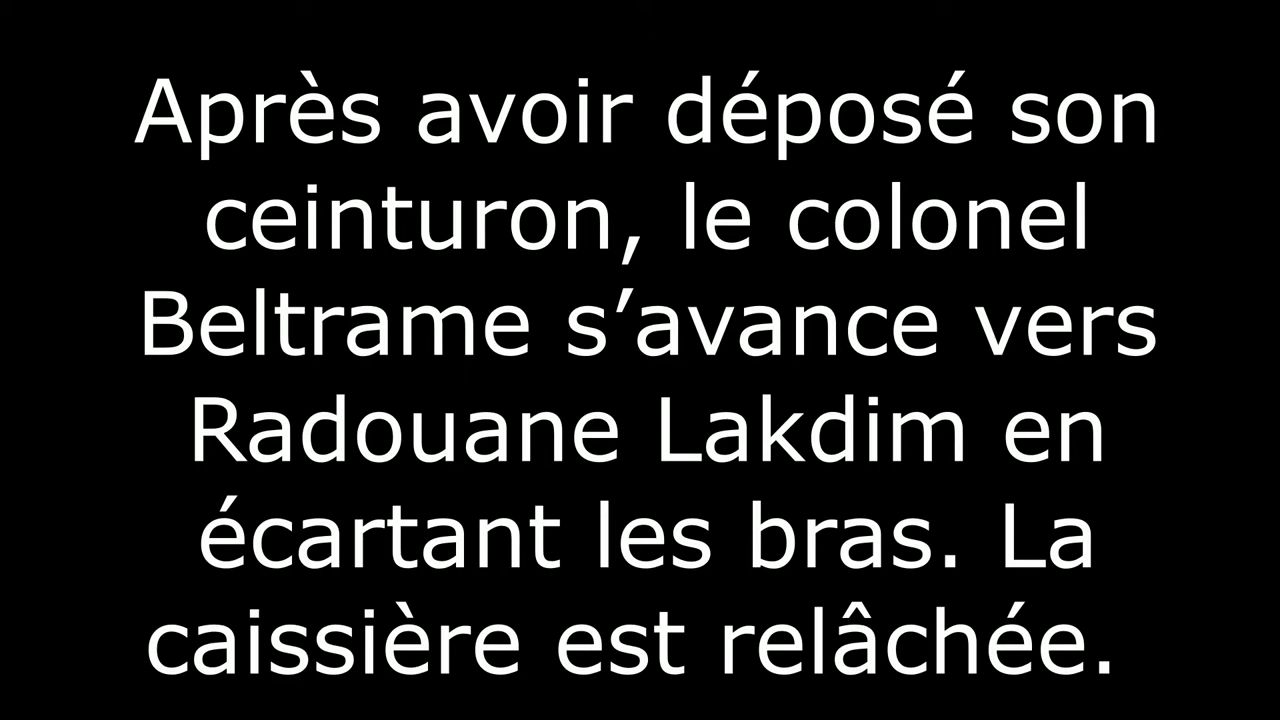 Après avoir déposé son
ceinturon, le colonel
Beltrame s’avance vers
Radouane Lakdim en
écartant les bras. La
caissière est relâchée.